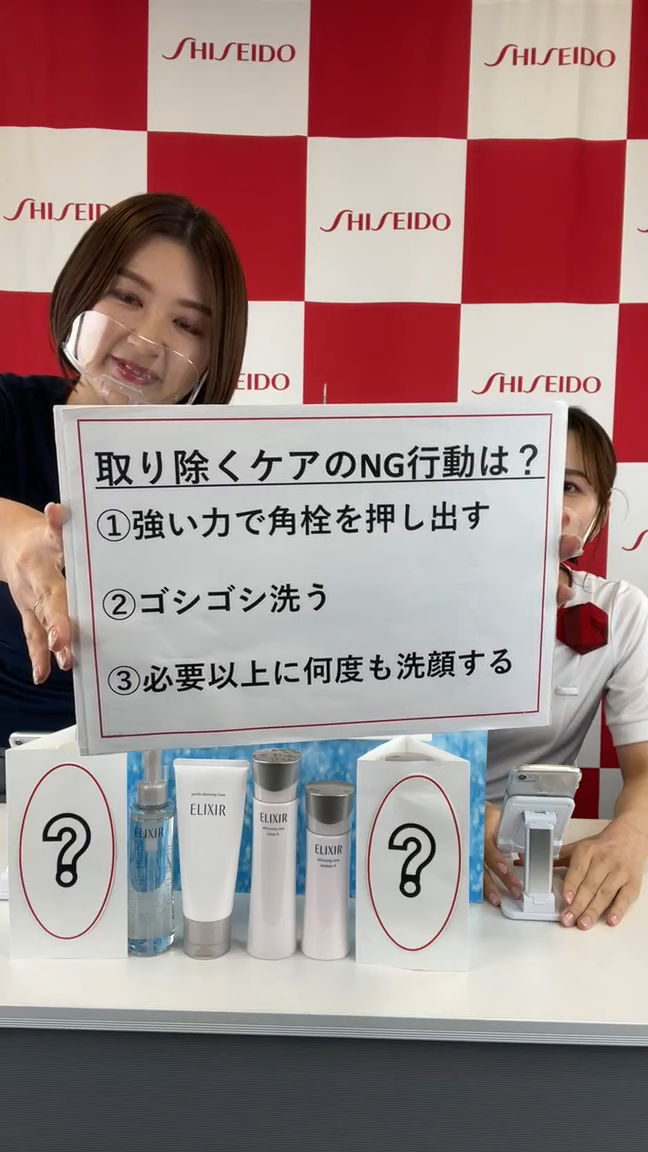 SHISEIDO
SHISEIDO
SHISEIDO
SHISEIDO
EIDO
SHISEIDO
取り除くケアのNG行動は？
①強い力で角栓を押し出す
②ゴシゴシ洗う
③必要以上に何度も洗顔する
?
ELIXIR
ELIXIR
ELIXIR
ELIXIR
?